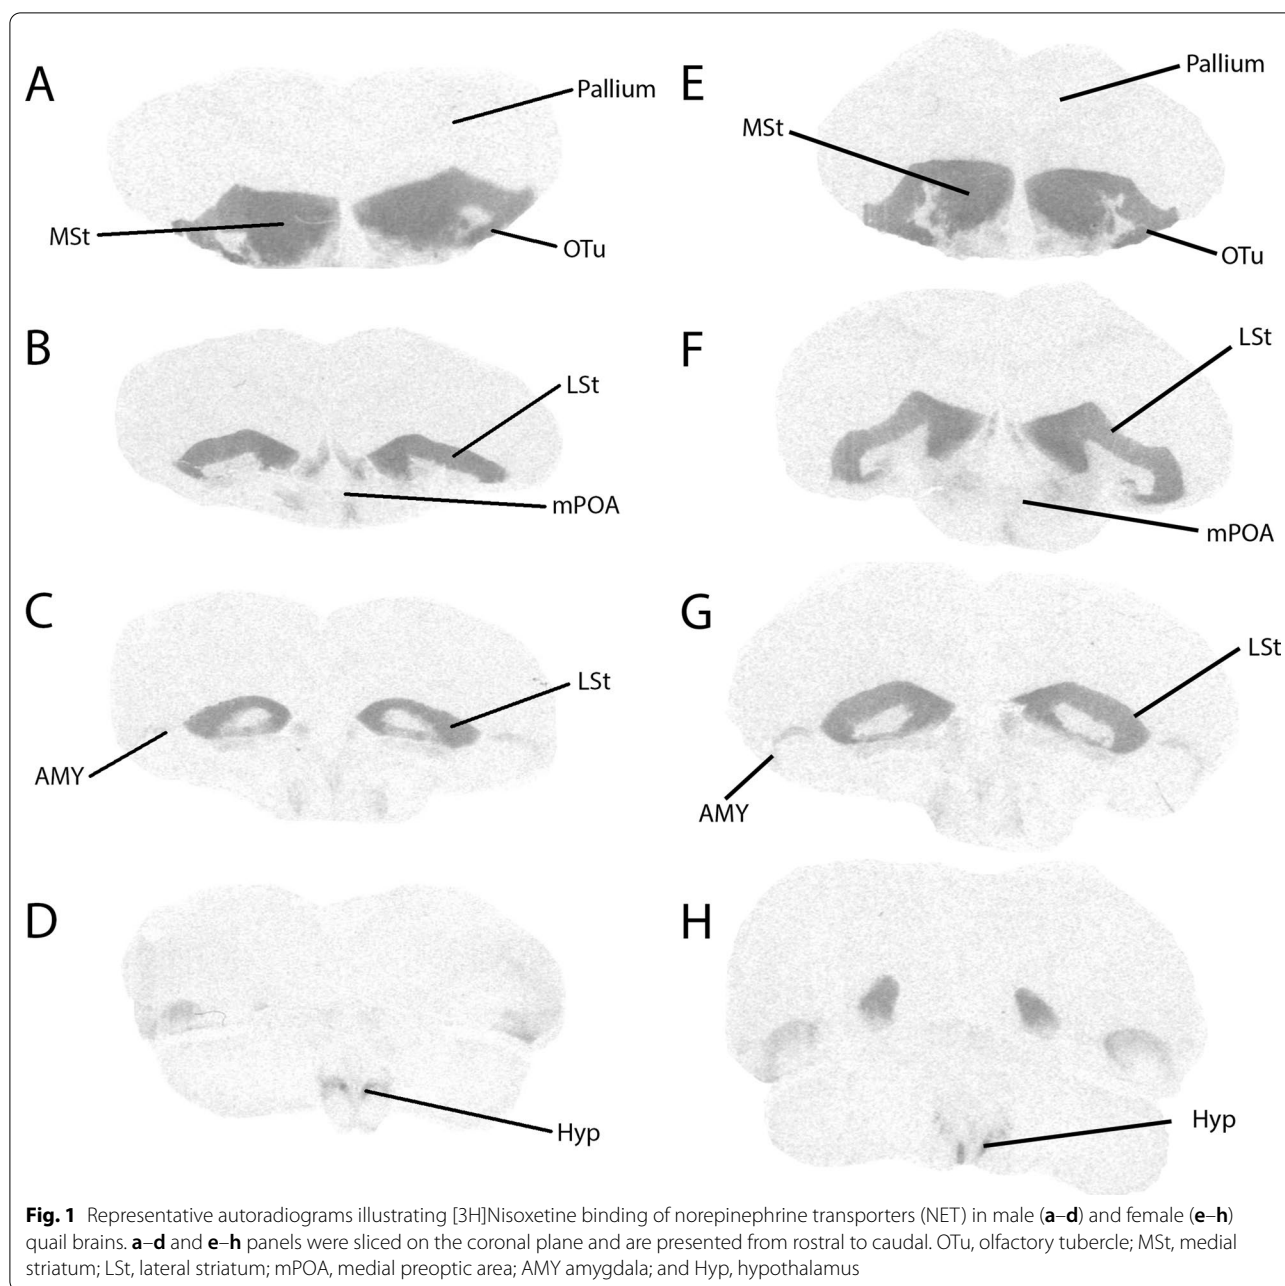 A
Pallium
MSt
OTu
E
Pallium
MSt
OTu
B
LSt
mPOA
F
LSt
mPOA
C
LSt
AMY
G
LSt
AMY
D
Hyp
H
Hyp
Fig. 1 Representative autoradiograms illustrating [3H]Nisoxetine binding of norepinephrine transporters (NET) in male (a–d) and female (e–h)
quail brains. a–d and e–h panels were sliced on the coronal plane and are presented from rostral to caudal. OTu, olfactory tubercle; MSt, medial
striatum; LSt, lateral striatum; mPOA, medial preoptic area; AMY amygdala; and Hyp, hypothalamus